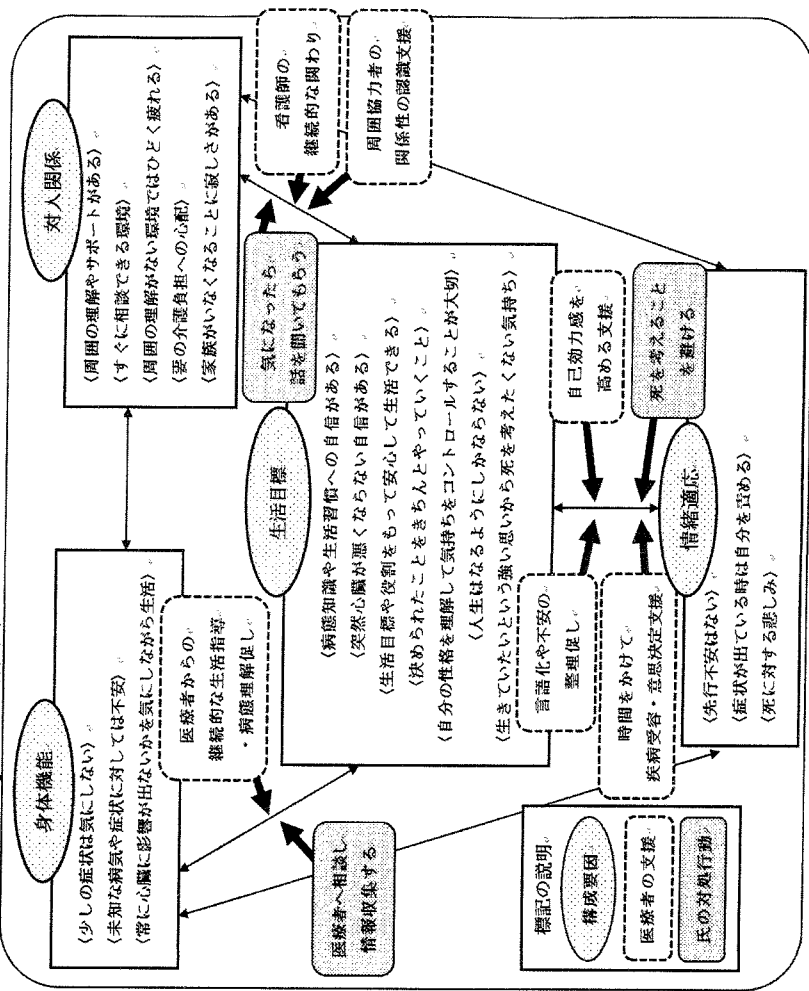 身体機能
〈少しの症状は気にしない〉
〈未知な病気や症状に対しては不安〉
〈常に心臓に影響が出ないかを気にしながら生活〉
対人関係
〈周囲の理解やサポートがある〉
〈すぐに相談できる環境〉
〈周囲の理解がない環境ではひどく疲れる〉
〈妻の介護負担への心配〉
〈家族がいなくなることに寂しさがある〉
医療者からの
継続的な生活指導
・病態理解促し
医療者へ相談し
情報収集する
気になったら
話を聞いてもらう
看護師の
継続的な関わり
周囲協力者の
関係性の認識支援
生活目標
〈病態知識や生活習慣への自信がある〉
〈突然心臓が悪くならない自信がある〉
〈生活目標や役割をもって安心して生活できる〉
〈決められたことをきちんとやっていくこと〉
〈自分の性格を理解して気持ちをコントロールすることが大切〉
〈人生はなるようにしかならない〉
〈生きていたいという強い思いから死を考えたくない気持ち〉
言語化や不安の
整理促し
時間をかけて
疾病受容・意思決定支援
自己効力感を
高める支援
死を考えること
を避ける
情緒適応
〈先行不安はない〉
〈症状が出ている時は自分を責める〉
〈死に対する悲しみ〉
標記の説明
構成要因
医療者の支援
氏の対処行動